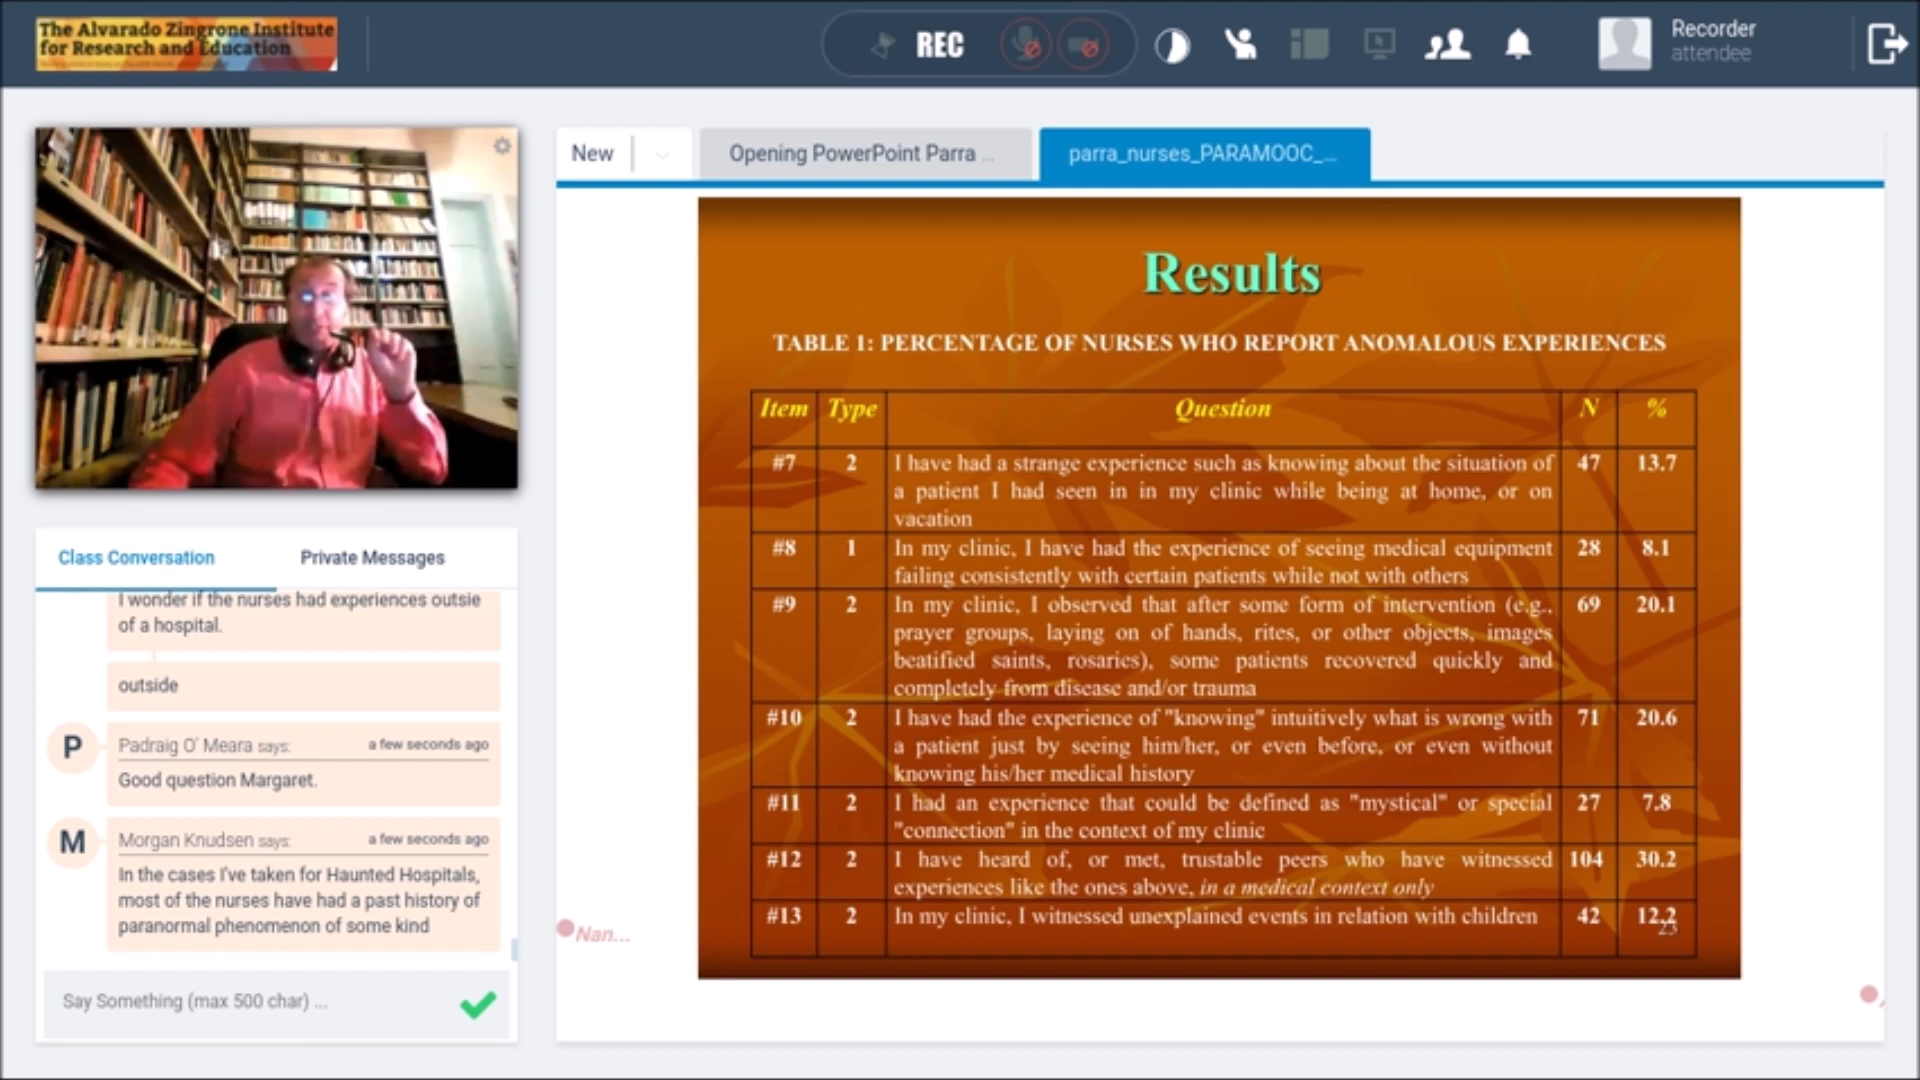 The Alvarado Zingrone Institute
for Research and Education
REC
Recorder
attendee
New
Opening PowerPoint Parra ...
parra_nurses_PARAMOOC_...
Class Conversation
Private Messages
I wonder if the nurses had experiences outsie
of a hospital.
outside
P
Padraig O' Meara says:
a few seconds ago
Good question Margaret.
M
Morgan Knudsen says:
a few seconds ago
In the cases I've taken for Haunted Hospitals,
most of the nurses have had a past history of
paranormal phenomenon of some kind
Say Something (max 500 char) ...
Results
TABLE 1: PERCENTAGE OF NURSES WHO REPORT ANOMALOUS EXPERIENCES
Item Type Question N %
#7 2 I have had a strange experience such as knowing about the situation of 47 13.7
a patient I had seen in in my clinic while being at home, or on
vacation
#8 1 In my clinic, I have had the experience of seeing medical equipment 28 8.1
failing consistently with certain patients while not with others
#9 2 In my clinic, I observed that after some form of intervention (e.g., 69 20.1
prayer groups, laying on of hands, rites, or other objects, images
beatified saints, rosaries), some patients recovered quickly and
completely from disease and/or trauma
#10 2 I have had the experience of "knowing" intuitively what is wrong with 71 20.6
a patient just by seeing him/her, or even before, or even without
knowing his/her medical history
#11 2 I had an experience that could be defined as "mystical" or special 27 7.8
"connection" in the context of my clinic
#12 2 I have heard of, or met, trustable peers who have witnessed 104 30.2
experiences like the ones above, in a medical context only
#13 2 In my clinic, I witnessed unexplained events in relation with children 42 12.2
23
Nan...